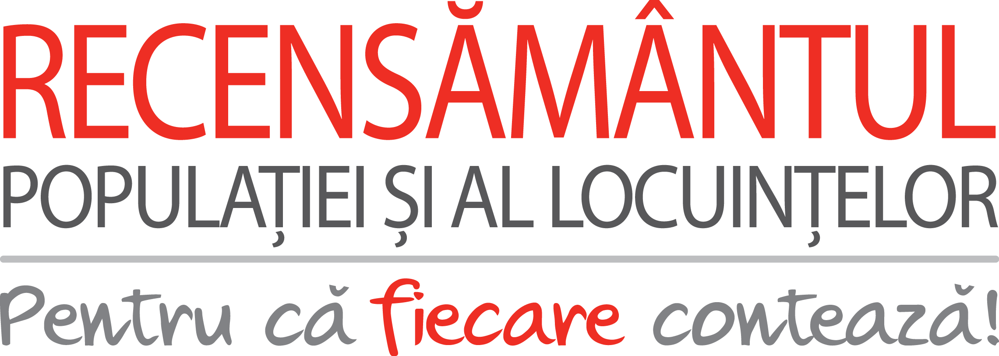 RECENSĂMÂNTUL
POPULAȚIEI ȘI AL LOCUINȚELOR
Pentru că fiecare contează!